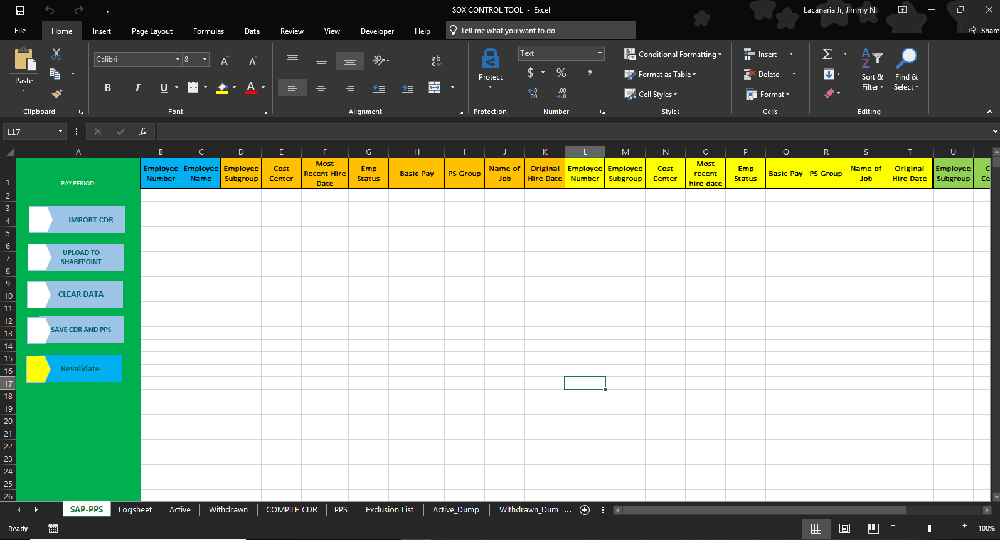 SOX CONTROL TOOL - Excel
Lacanaria Jr, Jimmy N.
File Home Insert Page Layout Formulas Data Review View Developer Help Tell me what you want to do Share
Paste
Clipboard
Calibri 8
B I U A
Font
ab
c
Alignment
Protect
Protection
Text
$ % ,
.0 .00
.00 .0
Number
Conditional Formatting
Format as Table
Cell Styles
Styles
Insert
Delete
Format
Cells
Σ
A
Z
Sort &
Filter
Find &
Select
Editing
L17 fx
A B C D E F G H I J K L M N O P Q R S T U
1
PAY PERIOD:
Employee
Number
Employee
Name
Employee
Subgroup
Cost
Center
Most
Recent Hire
Date
Emp
Status
Basic Pay
PS Group
Name of
Job
Original
Hire Date
Employee
Number
Employee
Subgroup
Cost
Center
Most
recent
hire date
Emp
Status
Basic Pay
PS Group
Name of
Job
Original
Hire Date
Employee
Subgroup
C
Ce
2
3
4
IMPORT CDR
5
6
7
UPLOAD TO
SHAREPOINT
8
9
10
CLEAR DATA
11
12
13
SAVE CDR AND PPS
14
15
16
Revalidate
17
18
19
20
21
22
23
24
25
26
SAP-PPS Logsheet Active Withdrawn COMPILE CDR PPS Exclusion List Active_Dump Withdrawn_Dum ...
Ready
100%